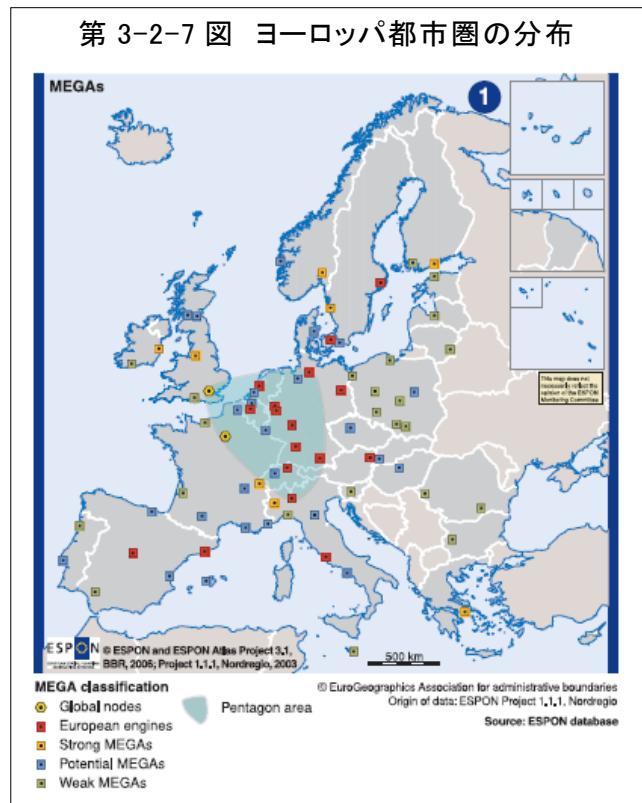 第 3-2-7 図 ヨーロッパ都市圏の分布
MEGAs
1
This map does not
necessarily reflect the
opinion of the ESPON
Monitoring Committee
ESPON
© ESPON and ESPON Atlas Project 3.1,
BBR, 2006; Project 1.1.1, Nordregio, 2003
500 km
MEGA classification
Global nodes
European engines
Strong MEGAs
Potential MEGAs
Weak MEGAs
Pentagon area
© EuroGeographics Association for administrative boundaries
Origin of data: ESPON Project 1.1.1, Nordregio
Source: ESPON database